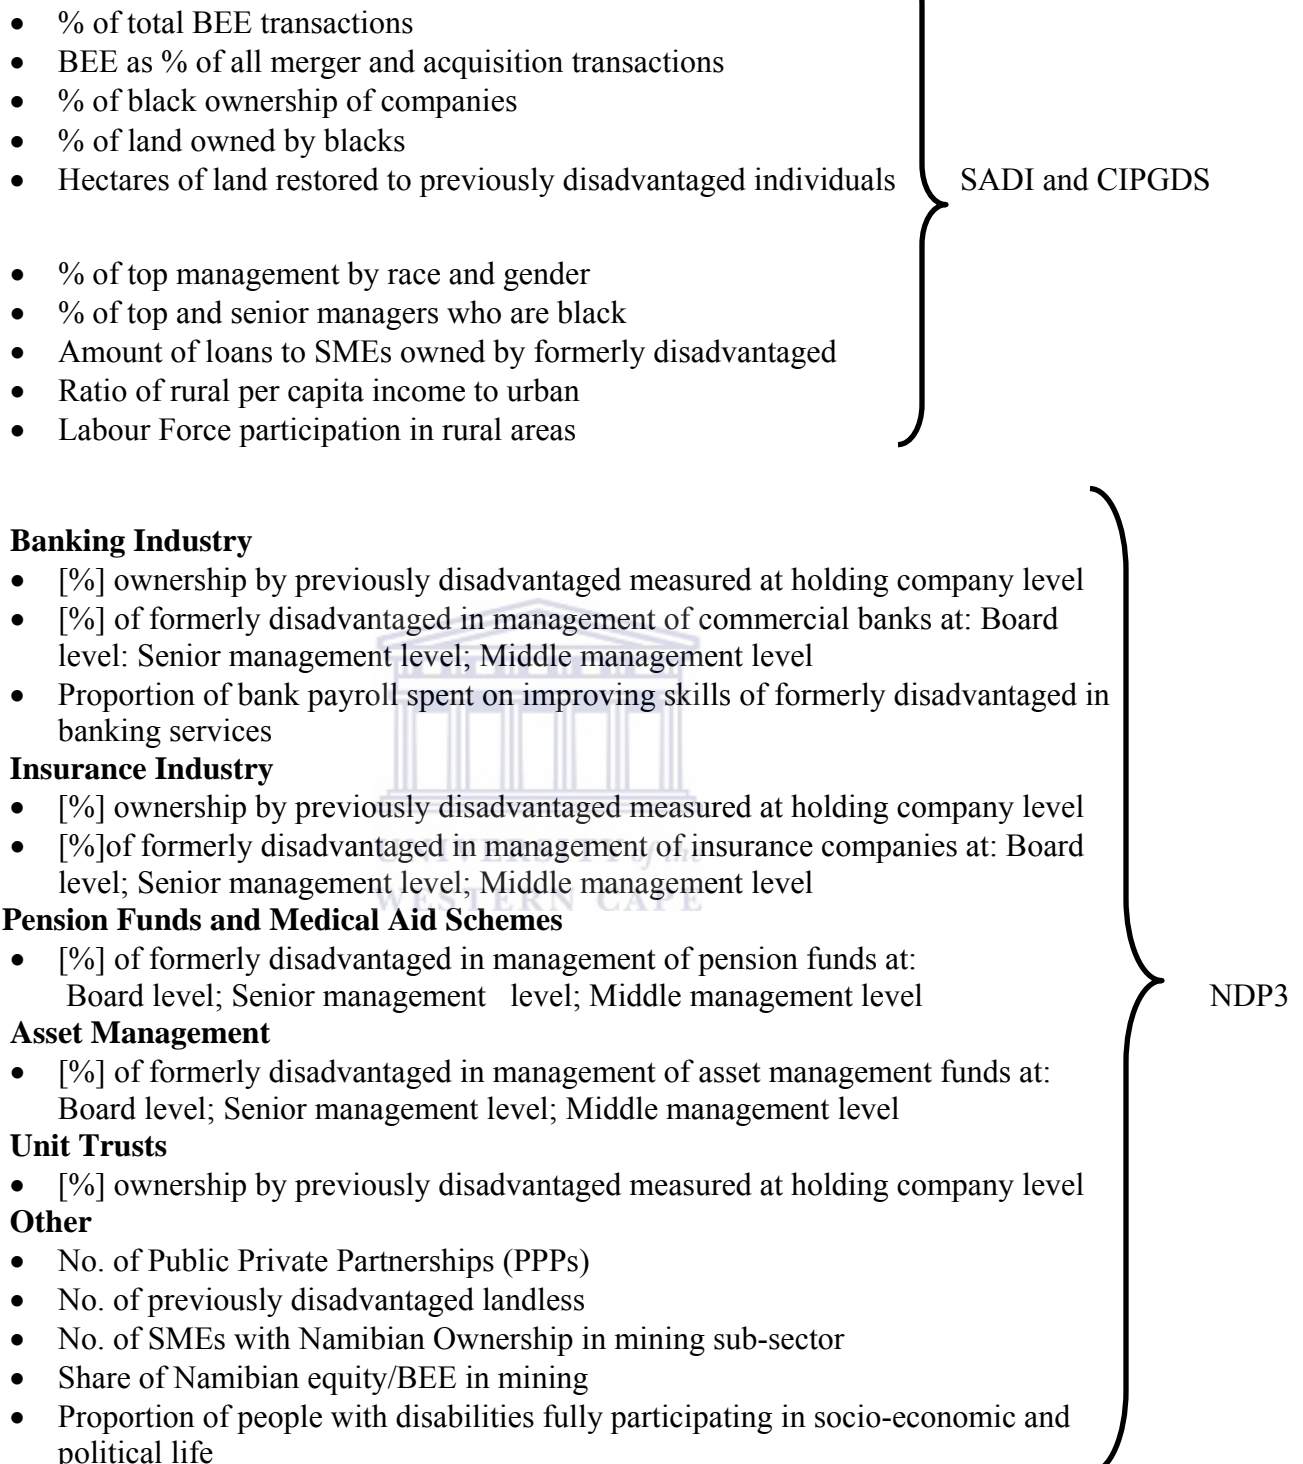 • % of total BEE transactions
• BEE as % of all merger and acquisition transactions
• % of black ownership of companies
• % of land owned by blacks
• Hectares of land restored to previously disadvantaged individuals SADI and CIPGDS
• % of top management by race and gender
• % of top and senior managers who are black
• Amount of loans to SMEs owned by formerly disadvantaged
• Ratio of rural per capita income to urban
• Labour Force participation in rural areas
Banking Industry
• [%] ownership by previously disadvantaged measured at holding company level
• [%] of formerly disadvantaged in management of commercial banks at: Board
level: Senior management level; Middle management level
• Proportion of bank payroll spent on improving skills of formerly disadvantaged in
banking services
Insurance Industry
• [%] ownership by previously disadvantaged measured at holding company level
• [%]of formerly disadvantaged in management of insurance companies at: Board
level; Senior management level; Middle management level
UNIVERSITY of the
WESTERN CAPE
Pension Funds and Medical Aid Schemes
• [%] of formerly disadvantaged in management of pension funds at:
Board level; Senior management level; Middle management level NDP3
Asset Management
• [%] of formerly disadvantaged in management of asset management funds at:
Board level; Senior management level; Middle management level
Unit Trusts
• [%] ownership by previously disadvantaged measured at holding company level
Other
• No. of Public Private Partnerships (PPPs)
• No. of previously disadvantaged landless
• No. of SMEs with Namibian Ownership in mining sub-sector
• Share of Namibian equity/BEE in mining
• Proportion of people with disabilities fully participating in socio-economic and
political life